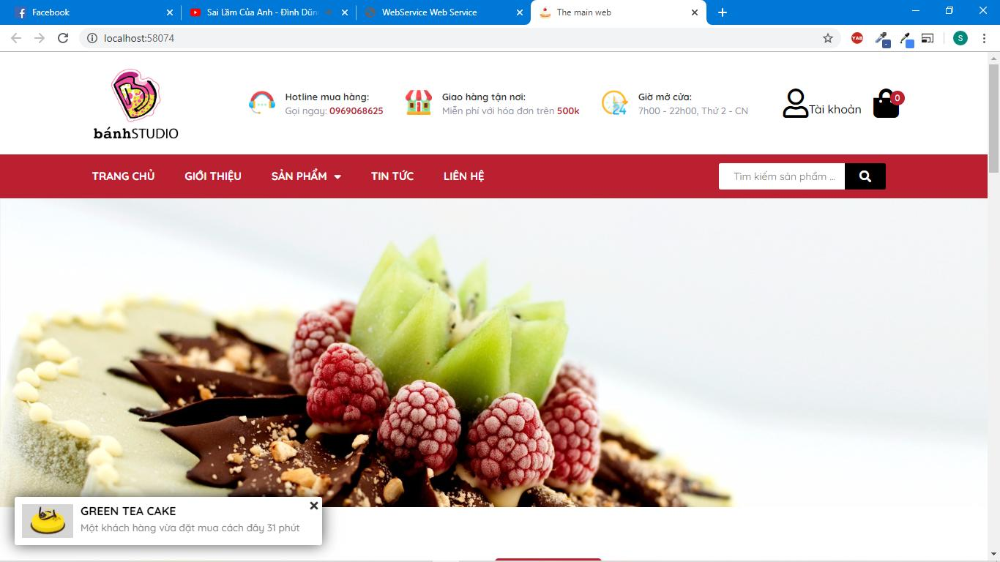 Facebook
Sai Lầm Của Anh - Đình Dũn
WebService Web Service
The main web
localhost:58074
YAB
S
bánhSTUDIO
Hotline mua hàng:
Gọi ngay: 0969068625
Giao hàng tận nơi:
Miễn phí với hóa đơn trên 500k
24
Giờ mở cửa:
7h00 - 22h00, Thứ 2 - CN
Tài khoản
0
TRANG CHỦ
GIỚI THIỆU
SẢN PHẨM
TIN TỨC
LIÊN HỆ
Tìm kiếm sản phẩm ...
GREEN TEA CAKE
Một khách hàng vừa đặt mua cách đây 31 phút